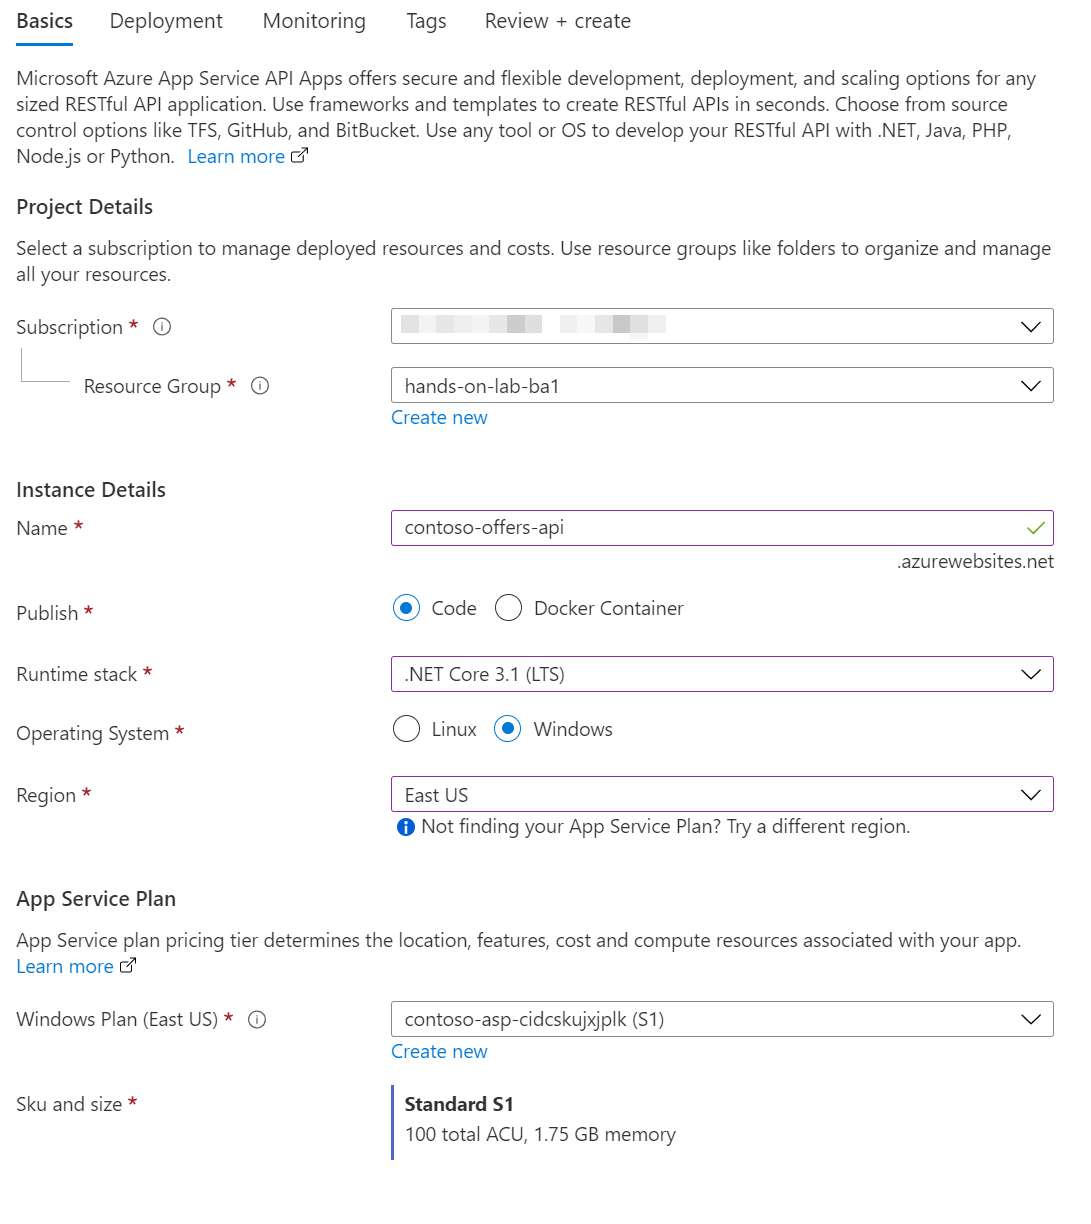 Basics Deployment Monitoring Tags Review + create
Microsoft Azure App Service API Apps offers secure and flexible development, deployment, and scaling options for any
sized RESTful API application. Use frameworks and templates to create RESTful APIs in seconds. Choose from source
control options like TFS, GitHub, and BitBucket. Use any tool or OS to develop your RESTful API with .NET, Java, PHP,
Node.js or Python. Learn more
Project Details
Select a subscription to manage deployed resources and costs. Use resource groups like folders to organize and manage
all your resources.
Subscription *
Resource Group * hands-on-lab-ba1
Create new
Instance Details
Name * contoso-offers-api
.azurewebsites.net
Publish * Code Docker Container
Runtime stack * .NET Core 3.1 (LTS)
Operating System * Linux Windows
Region * East US
Not finding your App Service Plan? Try a different region.
App Service Plan
App Service plan pricing tier determines the location, features, cost and compute resources associated with your app.
Learn more
Windows Plan (East US) * contoso-asp-cidcskujxjplk (S1)
Create new
Sku and size * Standard S1
100 total ACU, 1.75 GB memory